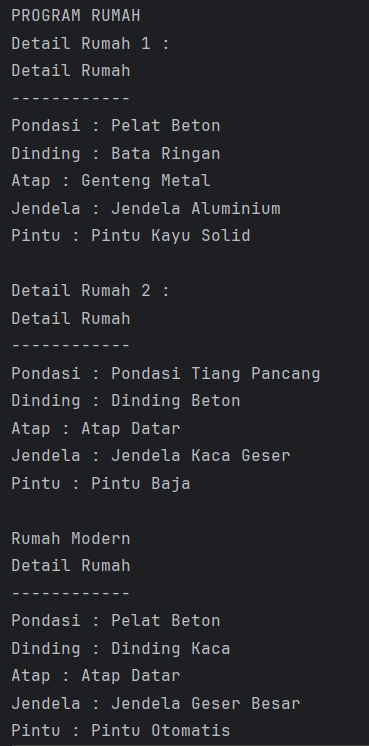 PROGRAM RUMAH
Detail Rumah 1 :
Detail Rumah
------------
Pondasi : Pelat Beton
Dinding : Bata Ringan
Atap : Genteng Metal
Jendela : Jendela Aluminium
Pintu : Pintu Kayu Solid

Detail Rumah 2 :
Detail Rumah
------------
Pondasi : Pondasi Tiang Pancang
Dinding : Dinding Beton
Atap : Atap Datar
Jendela : Jendela Kaca Geser
Pintu : Pintu Baja

Rumah Modern
Detail Rumah
------------
Pondasi : Pelat Beton
Dinding : Dinding Kaca
Atap : Atap Datar
Jendela : Jendela Geser Besar
Pintu : Pintu Otomatis